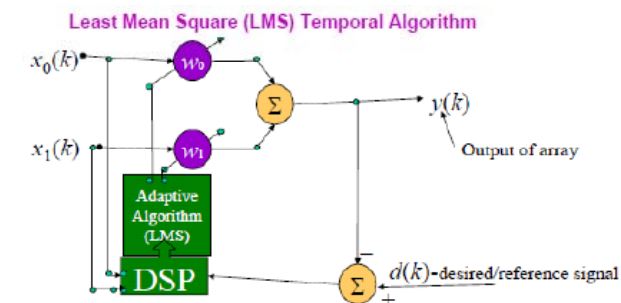 Least Mean Square (LMS) Temporal Algorithm
x₀(k)
w₀
Σ
y(k)
x₁(k)
w₁
Output of array
Adaptive
Algorithm
(LMS)
−
d(k)-desired/reference signal
DSP
Σ
+